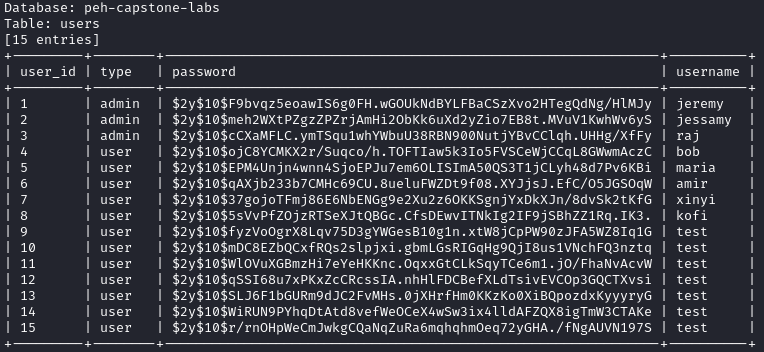 Database: peh-capstone-labs
Table: users
[15 entries]
+---------+-------+--------------------------------------------------------------+----------+
| user_id | type  | password                                                     | username |
+---------+-------+--------------------------------------------------------------+----------+
| 1       | admin | $2y$10$F9bvqz5eoawIS6g0FH.wGOUkNdBYLFBaCSzXvo2HTegQdNg/HlMJy | jeremy   |
| 2       | admin | $2y$10$meh2WXtPZgzZPZrjAmHi2ObKk6uXd2yZio7EB8t.MVuV1KwhWv6yS | jessamy  |
| 3       | admin | $2y$10$cCXaMFLC.ymTSqu1whYWbuU38RBN900NutjYBvCClqh.UHHg/XfFy | raj      |
| 4       | user  | $2y$10$ojC8YCMKX2r/Suqco/h.TOFTIaw5k3Io5FVSCeWjCCqL8GWwmAczC | bob      |
| 5       | user  | $2y$10$EPM4Unjn4wnn4SjoEPJu7em6OLISImA50QS3T1jCLyh48d7Pv6KBi | maria    |
| 6       | user  | $2y$10$qAXjb233b7CMHc69CU.8ueluFWZDt9f08.XYJjsJ.EfC/O5JGSOqW | amir     |
| 7       | user  | $2y$10$37gojoTFmj86E6NbENGg9e2Xu2z6OKKSgnjYxDkXJn/8dvSk2tKfG | xinyi    |
| 8       | user  | $2y$10$5sVvPfZOjzRTSeXJtQBGc.CfsDEwvITNkIg2IF9jSBhZZ1Rq.IK3. | kofi     |
| 9       | user  | $2y$10$fyzVoOgrX8Lqv75D3gYWGesB10g1n.xtW8jCpPW90zJFA5WZ8Iq1G | test     |
| 10      | user  | $2y$10$mDC8EZbQCxfRQs2slpjxi.gbmLGsRIGqHg9QjI8us1VNchFQ3nztq | test     |
| 11      | user  | $2y$10$WlOVuXGBmzHi7eYeHKKnc.OqxxGtCLkSqyTCe6m1.jO/FhaNvAcvW | test     |
| 12      | user  | $2y$10$qSSI68u7xPKxZcCRcssIA.nhHlFDCBefXLdTsivEVCOp3GQCTXvsi | test     |
| 13      | user  | $2y$10$SLJ6F1bGURm9dJC2FvMHs.0jXHrfHm0KKzKo0XiBQpozdxKyyyryG | test     |
| 14      | user  | $2y$10$WiRUN9PYhqDtAtd8vefWeOCeX4wSw3ix4lldAFZQX8igTmW3CTAKe | test     |
| 15      | user  | $2y$10$r/rnOHpWeCmJwkgCQaNqZuRa6mqhqhmOeq72yGHA./fNgAUVN197S | test     |
+---------+-------+--------------------------------------------------------------+----------+